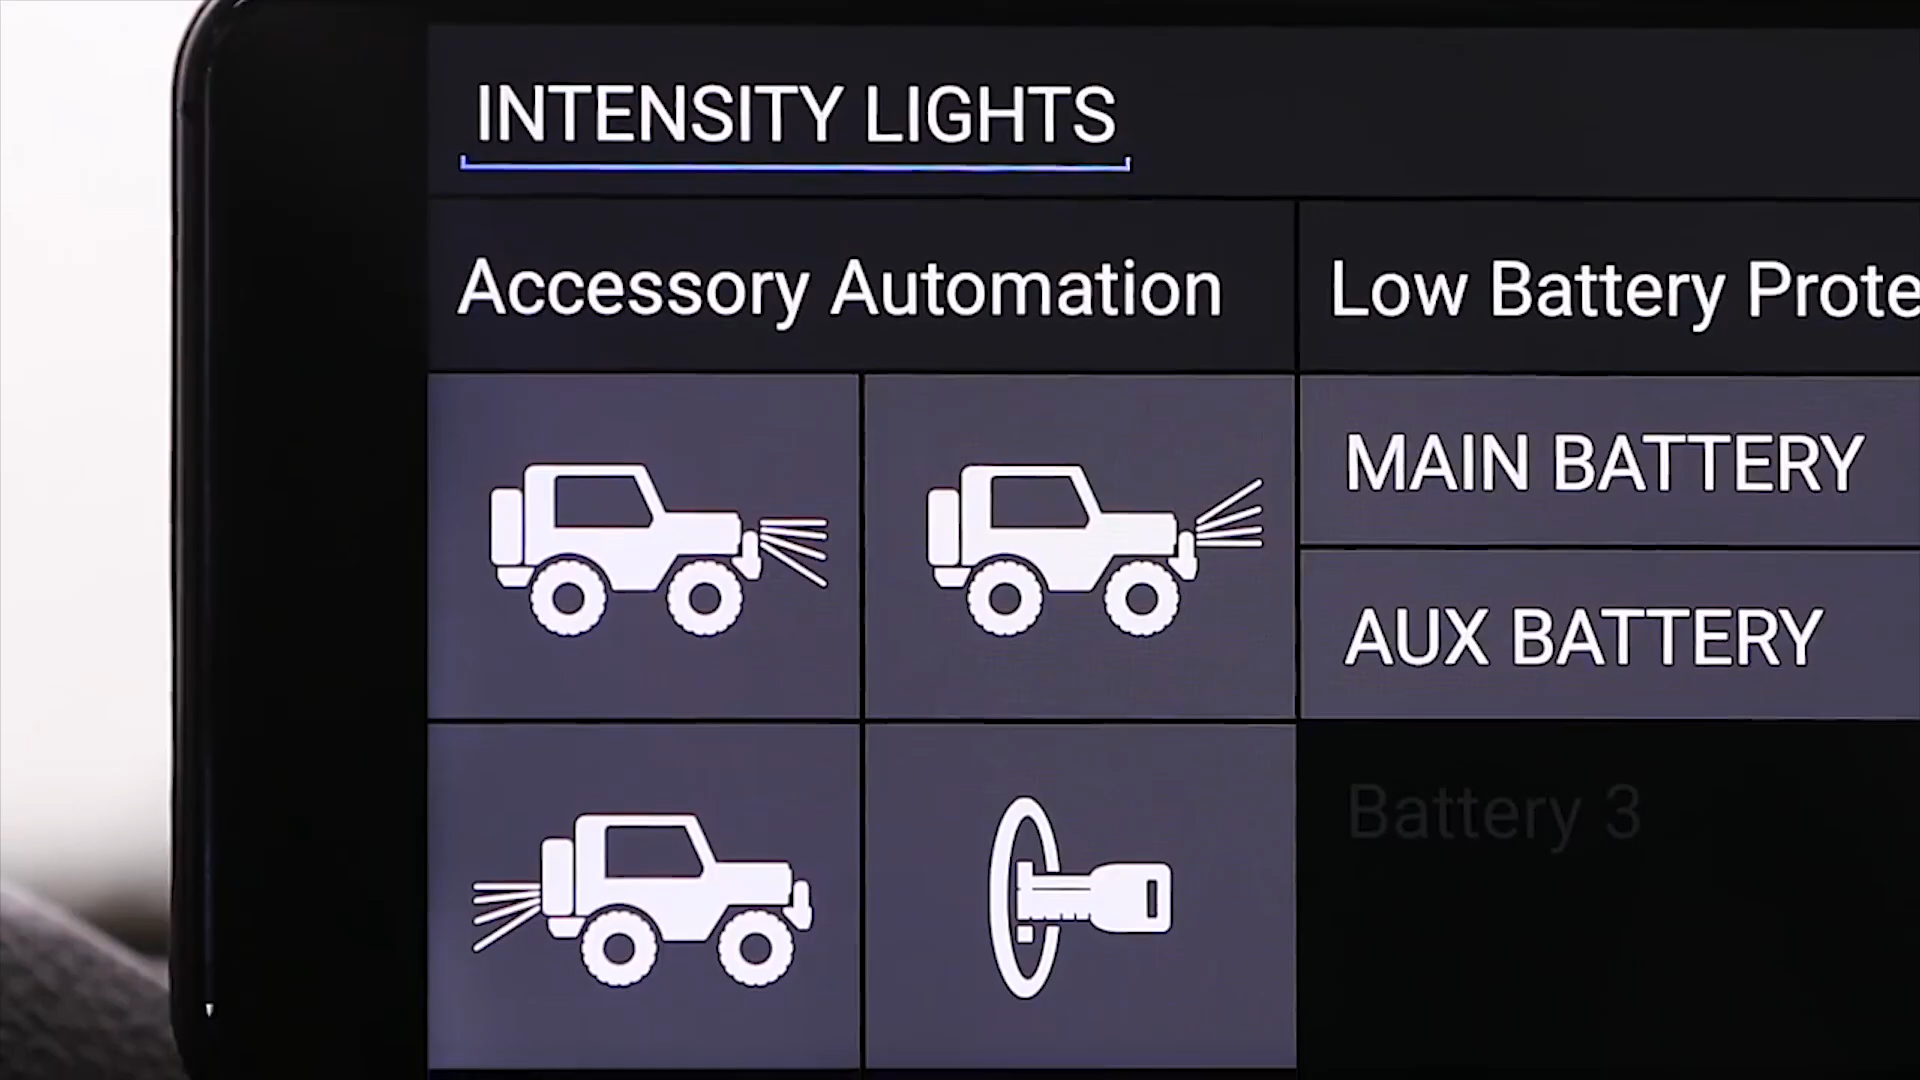 INTENSITY LIGHTS
Accessory Automation
Low Battery Prote
MAIN BATTERY
AUX BATTERY
Battery 3